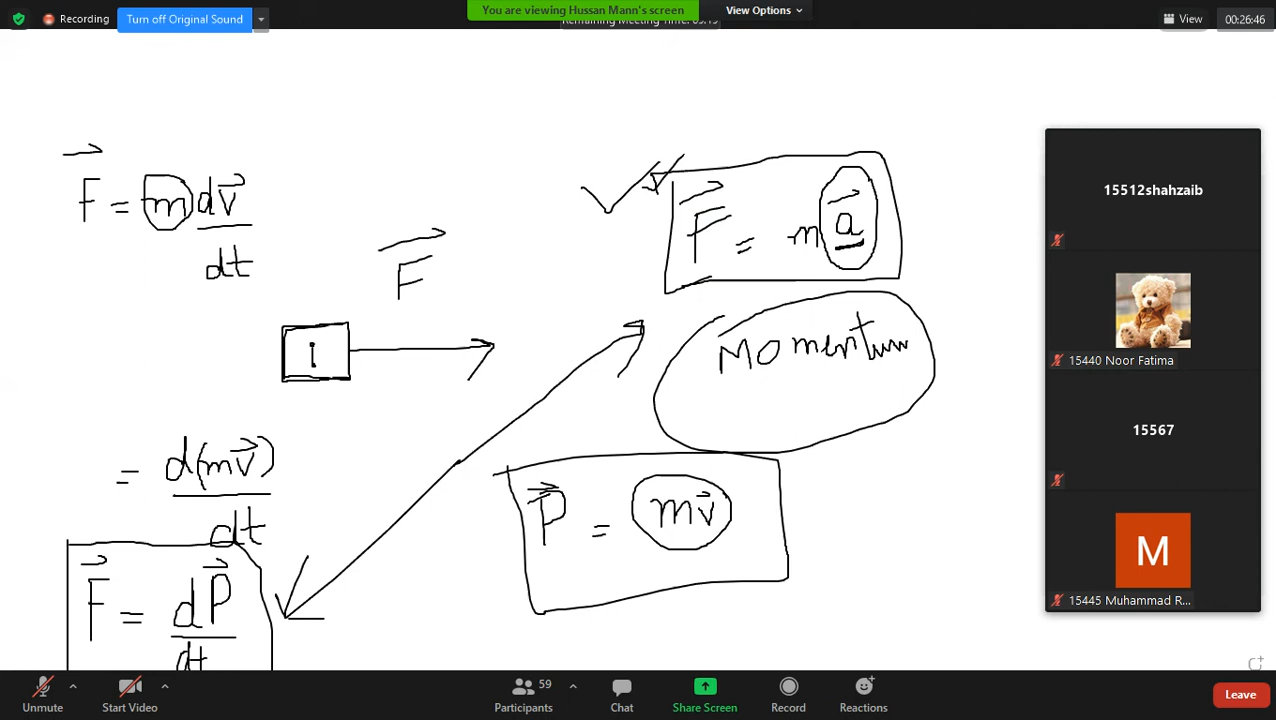 Recording
Turn off Original Sound
You are viewing Hussan Mann's screen
View Options
View
00:26:46
F⃗ = m dv⃗/dt
F⃗
F⃗ = ma⃗
Momentum
= d(mv⃗)/dt
P⃗ = mv⃗
F⃗ = dP⃗/dt
15512shahzaib
15440 Noor Fatima
15567
M
15445 Muhammad R...
Unmute
Start Video
59
Participants
Chat
Share Screen
Record
Reactions
Leave